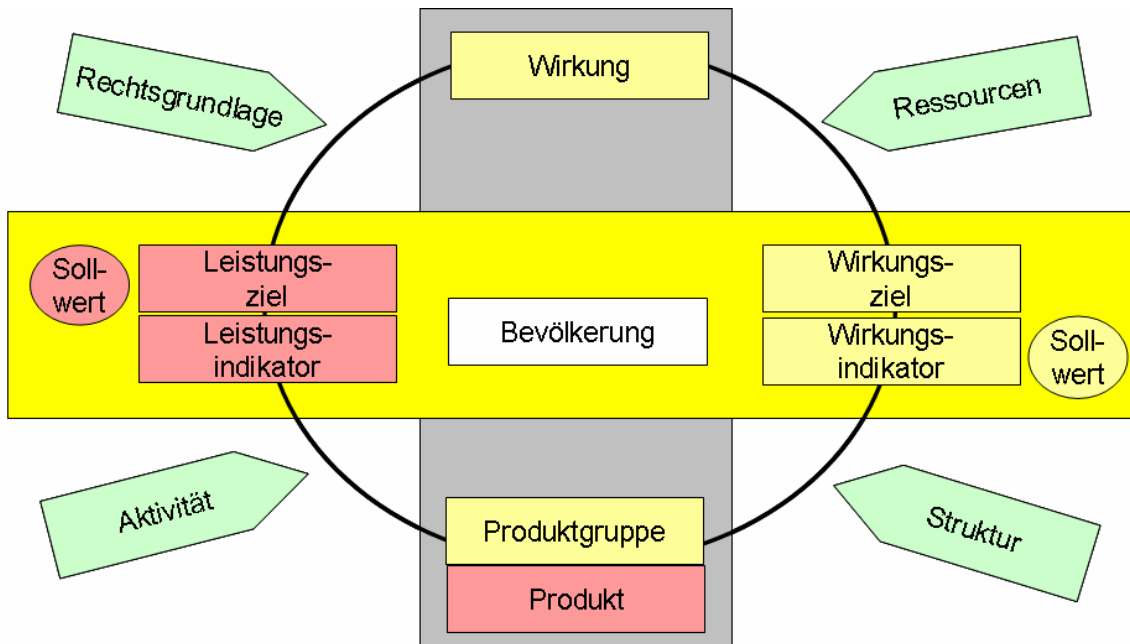 Wirkung
Rechtsgrundlage
Ressourcen
Soll-
wert
Leistungs-
ziel
Leistungs-
indikator
Bevölkerung
Wirkungs-
ziel
Wirkungs-
indikator
Soll-
wert
Aktivität
Produktgruppe
Produkt
Struktur